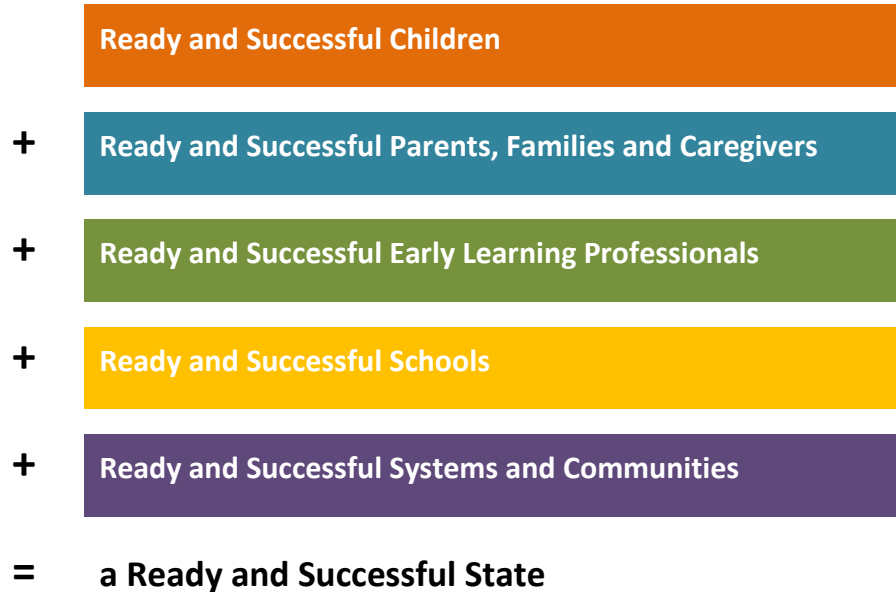 Ready and Successful Children
+ Ready and Successful Parents, Families and Caregivers
+ Ready and Successful Early Learning Professionals
+ Ready and Successful Schools
+ Ready and Successful Systems and Communities
= a Ready and Successful State